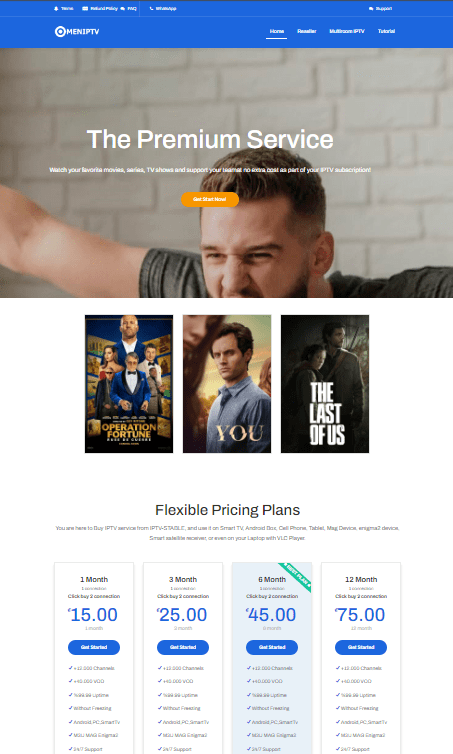 Terms Refund Policy FAQ WhatsApp Support
OMENIPTV Home Reseller Multiroom IPTV Tutorial
The Premium Service
Watch your favorite movies, series, TV shows and support your teamat no extra cost as part of your IPTV subscription!
Get Start Now!
OPERATION
FORTUNE
RUSE DE GUERRE
YOU
THE
LAST
OF US
Flexible Pricing Plans
You are here to Buy IPTV service from IPTV-STABLE, and use it on Smart TV, Android Box, Cell Phone, Tablet, Mag Device, enigma2 device,
Smart satellite receiver, or even on your Laptop with VLC Player
1 Month 3 Month 6 Month 12 Month
1 connection 1 connection 1 connection 1 connection
Click buy 2 connection Click buy 2 connection Click buy 2 connection Click buy 2 connection
€15.00 €25.00 €45.00 €75.00
1 month 3 month 6 month 12 month
Get Started Get Started Get Started Get Started
+12.000 Channels +12.000 Channels +12.000 Channels +12.000 Channels
+40.000 VOD +40.000 VOD +40.000 VOD +40.000 VOD
%99.99 Uptime %99.99 Uptime %99.99 Uptime %99.99 Uptime
Without Freezing Without Freezing Without Freezing Without Freezing
Android,PC,SmartTv Android,PC,SmartTv Android,PC,SmartTv Android,PC,SmartTv
M3U MAG Enigma2 M3U MAG Enigma2 M3U MAG Enigma2 M3U MAG Enigma2
24/7 Support 24/7 Support 24/7 Support 24/7 Support